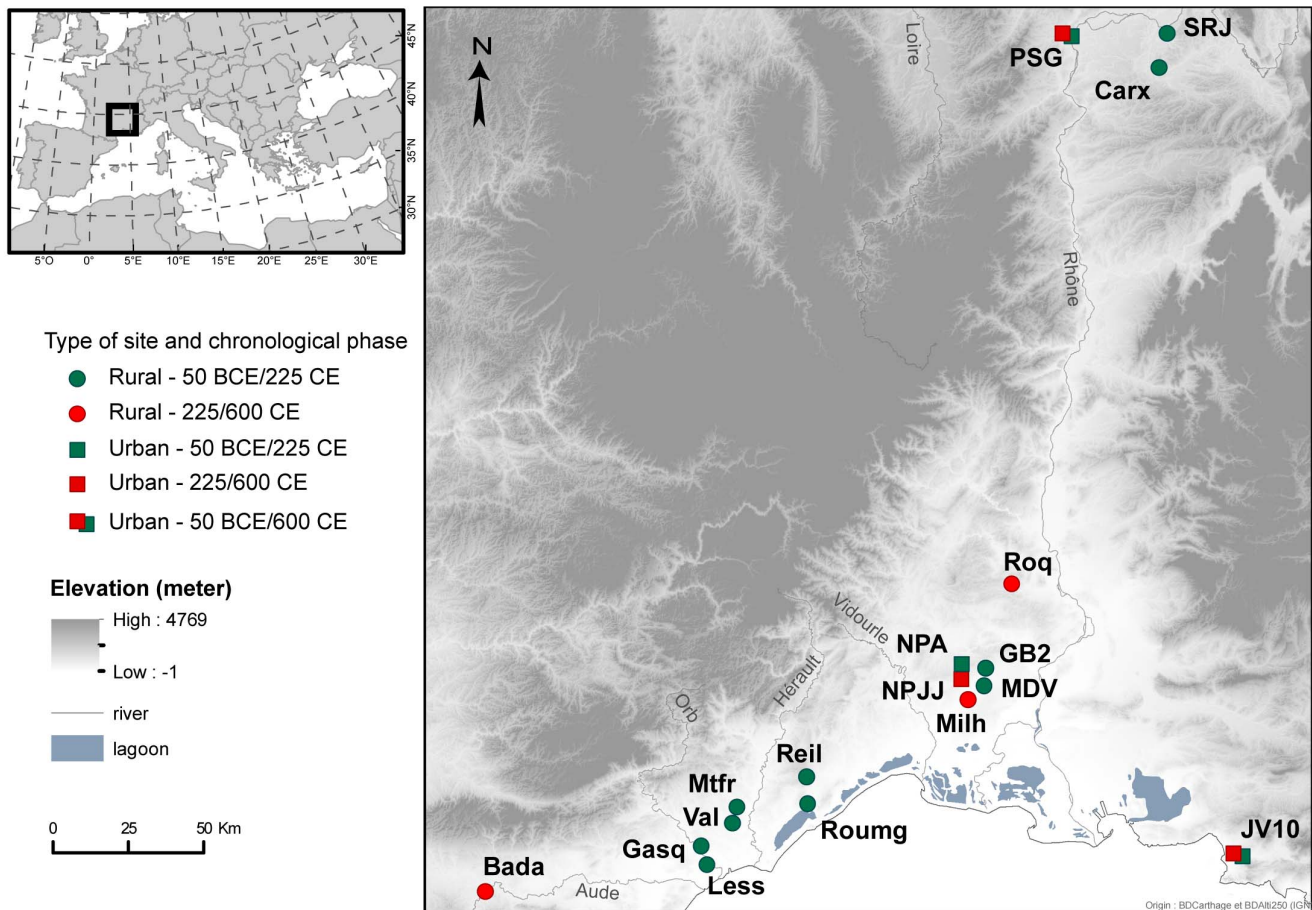 45°N
40°N
35°N
30°N
5°O 0° 5°E 10°E 15°E 20°E 25°E 30°E
Type of site and chronological phase
Rural - 50 BCE/225 CE
Rural - 225/600 CE
Urban - 50 BCE/225 CE
Urban - 225/600 CE
Urban - 50 BCE/600 CE
Elevation (meter)
High : 4769
Low : -1
river
lagoon
0 25 50 Km
N
Loire
PSG
SRJ
Carx
Rhône
Roq
Vidourle
NPA
GB2
Hérault
NPJJ
MDV
Orb
Milh
Reil
Mtfr
Val
Roumg
Gasq
JV10
Bada
Less
Aude
Origin : BDCarthage et BDAlti250 (IGN